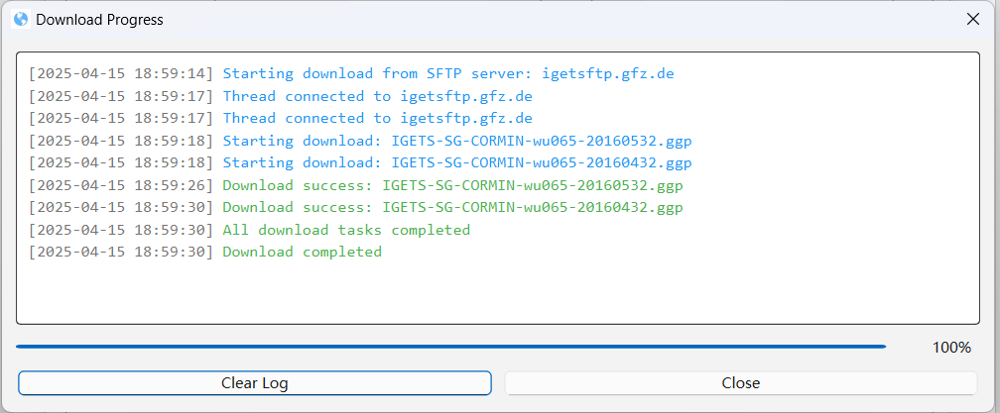 Download Progress
[2025-04-15 18:59:14] Starting download from SFTP server: igetsftp.gfz.de
[2025-04-15 18:59:17] Thread connected to igetsftp.gfz.de
[2025-04-15 18:59:17] Thread connected to igetsftp.gfz.de
[2025-04-15 18:59:18] Starting download: IGETS-SG-CORMIN-wu065-20160532.ggp
[2025-04-15 18:59:18] Starting download: IGETS-SG-CORMIN-wu065-20160432.ggp
[2025-04-15 18:59:26] Download success: IGETS-SG-CORMIN-wu065-20160532.ggp
[2025-04-15 18:59:30] Download success: IGETS-SG-CORMIN-wu065-20160432.ggp
[2025-04-15 18:59:30] All download tasks completed
[2025-04-15 18:59:30] Download completed
100%
Clear Log
Close